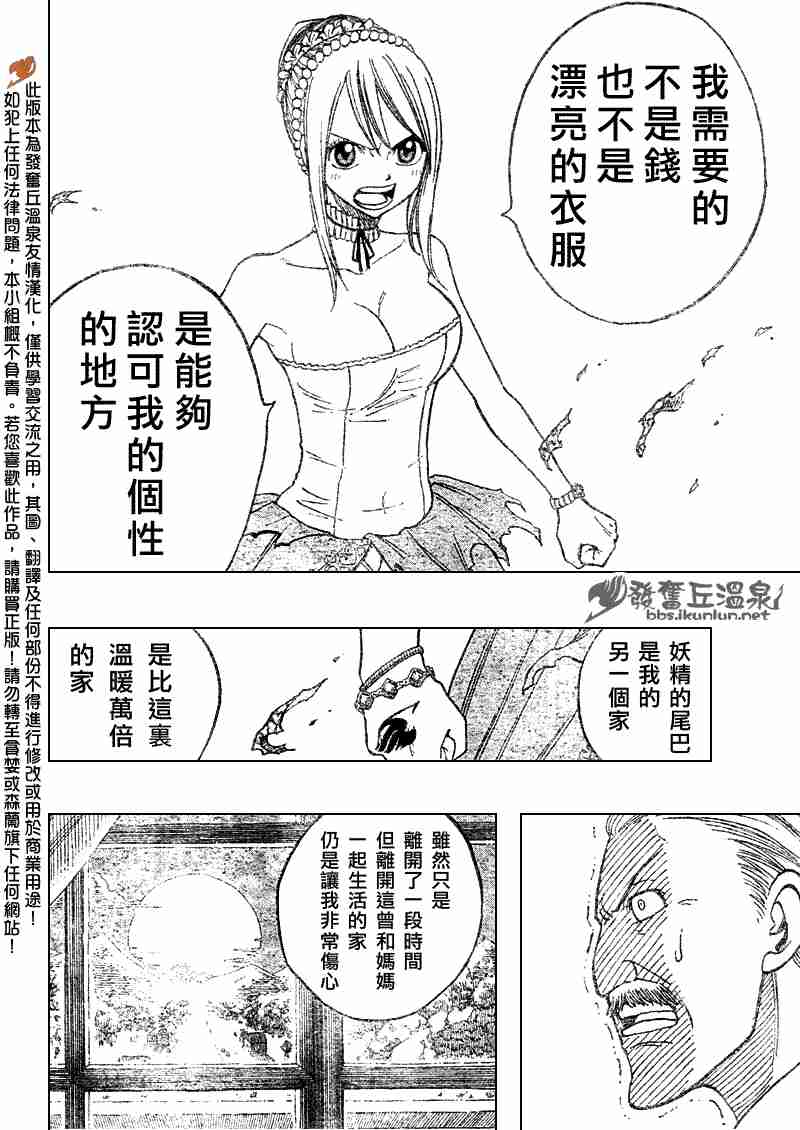 我需要的
不是錢
也不是
漂亮的衣服
是能夠
認可我的個性
的地方
發奮丘溫泉
bbs.ikunlun.net
妖精的尾巴
是我的
另一個家
是比這裏
溫暖萬倍
的家
雖然只是
離開了一段時間
但離開這曾和媽媽
一起生活的家
仍是讓我非常傷心
此版本為發奮丘溫泉友情漢化，僅供學習交流之用，其圖、翻譯及任何部份不得進行修改或用於商業用途！
如犯上任何法律問題，本小組概不負責。若您喜歡此作品，請購買正版！請勿轉至貪婪或森蘭旗下任何網站！